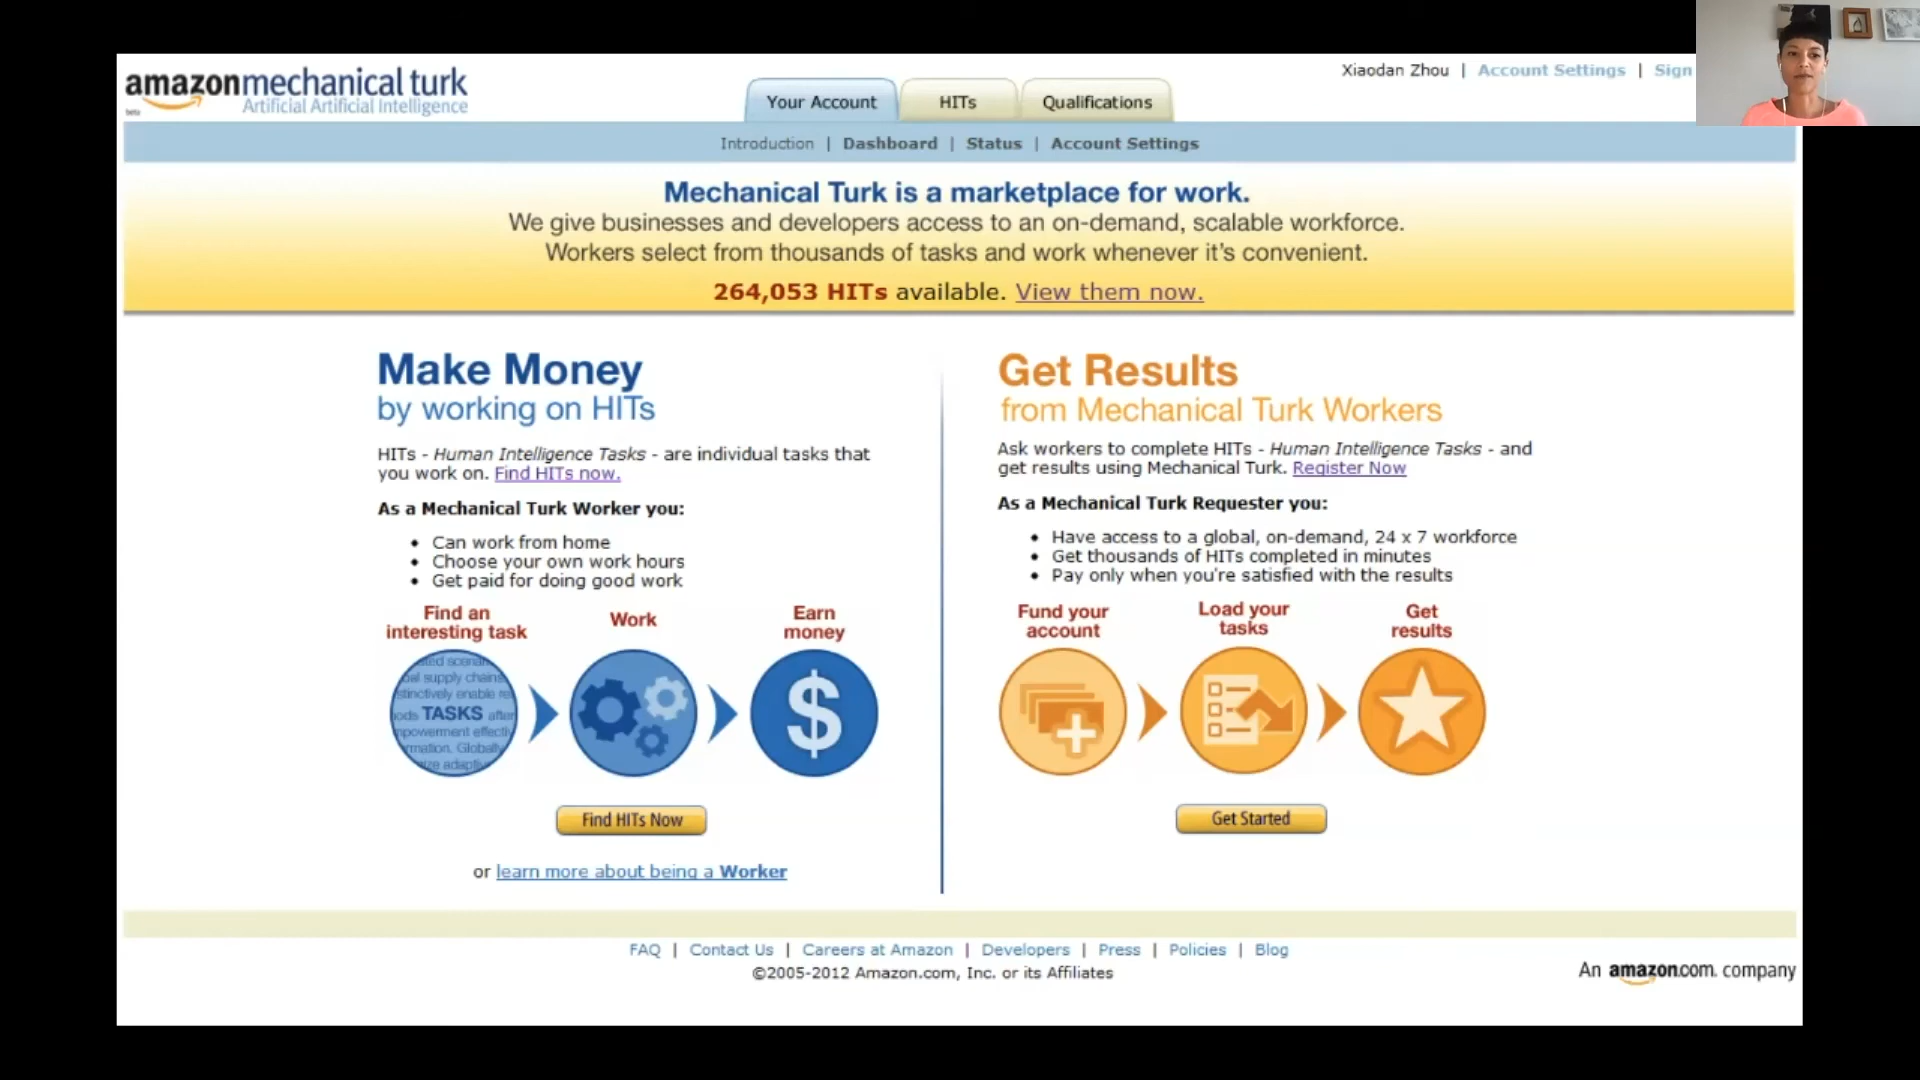 amazonmechanical turk
beta
Artificial Artificial Intelligence
Your Account
HITs
Qualifications
Xiaodan Zhou | Account Settings | Sign
Introduction | Dashboard | Status | Account Settings
Mechanical Turk is a marketplace for work.
We give businesses and developers access to an on-demand, scalable workforce.
Workers select from thousands of tasks and work whenever it's convenient.
264,053 HITs available. View them now.
Make Money
by working on HITs
HITs - Human Intelligence Tasks - are individual tasks that
you work on. Find HITs now.
As a Mechanical Turk Worker you:
• Can work from home
• Choose your own work hours
• Get paid for doing good work
Find an
interesting task
Work
Earn
money
supply chains
enable
TASKS
Globally
$
Find HITs Now
or learn more about being a Worker
Get Results
from Mechanical Turk Workers
Ask workers to complete HITs - Human Intelligence Tasks - and
get results using Mechanical Turk. Register Now
As a Mechanical Turk Requester you:
• Have access to a global, on-demand, 24 x 7 workforce
• Get thousands of HITs completed in minutes
• Pay only when you're satisfied with the results
Fund your
account
Load your
tasks
Get
results
Get Started
FAQ | Contact Us | Careers at Amazon | Developers | Press | Policies | Blog
©2005-2012 Amazon.com, Inc. or its Affiliates
An amazon.com. company